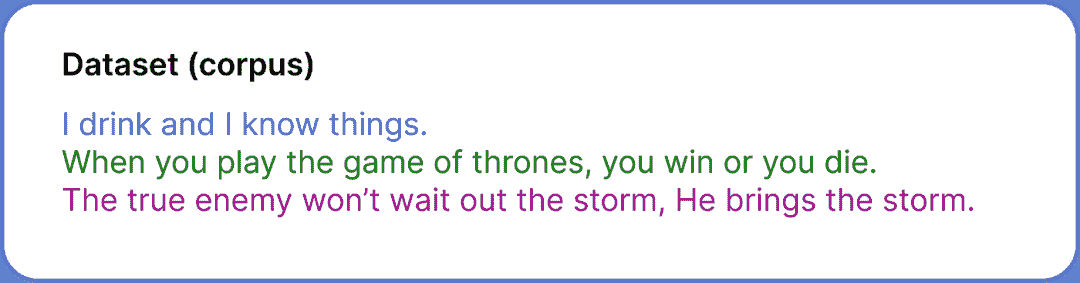 Dataset (corpus)
I drink and I know things.
When you play the game of thrones, you win or you die.
The true enemy won’t wait out the storm, He brings the storm.